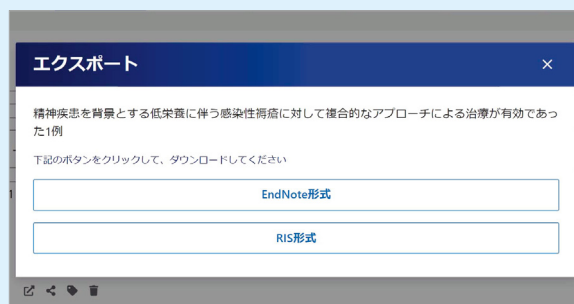 エクスポート
×
精神疾患を背景とする低栄養に伴う感染性褥瘡に対して複合的なアプローチによる治療が有効であっ
た1例
下記のボタンをクリックして、ダウンロードしてください
EndNote形式
RIS形式